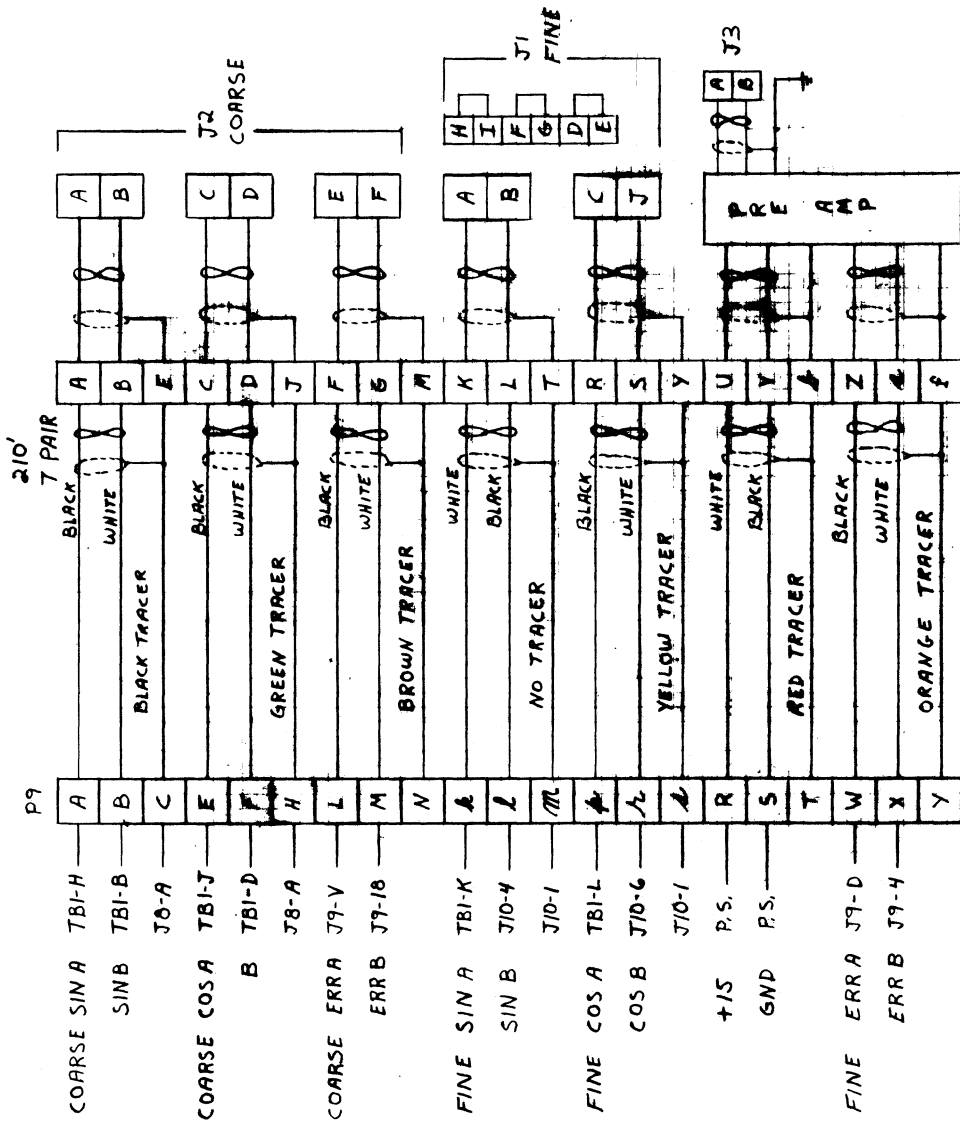 210'
7 PAIR
P9
J2
COARSE
J1
FINE
J3
COARSE SIN A TB1-H A BLACK A A
SIN B TB1-B B WHITE B B
J8-A C BLACK TRACER E
COARSE COS A TB1-J E BLACK C C
B TB1-D F WHITE D D
J8-A H GREEN TRACER J
COARSE ERR A J9-V L BLACK F E
ERR B J9-18 M WHITE G F
N BROWN TRACER M
FINE SIN A TB1-K k WHITE K A
SIN B J10-4 l BLACK L B
J10-1 m NO TRACER T
H
I
F
G
D
E
FINE COS A TB1-L p BLACK R C
COS B J10-6 r WHITE S J
J10-1 s YELLOW TRACER Y
+15 P.S. R WHITE U
GND P.S. S BLACK V
T RED TRACER b
PRE
AMP
A
B
FINE ERR A J9-D W BLACK Z
ERR B J9-4 X WHITE e
Y ORANGE TRACER f